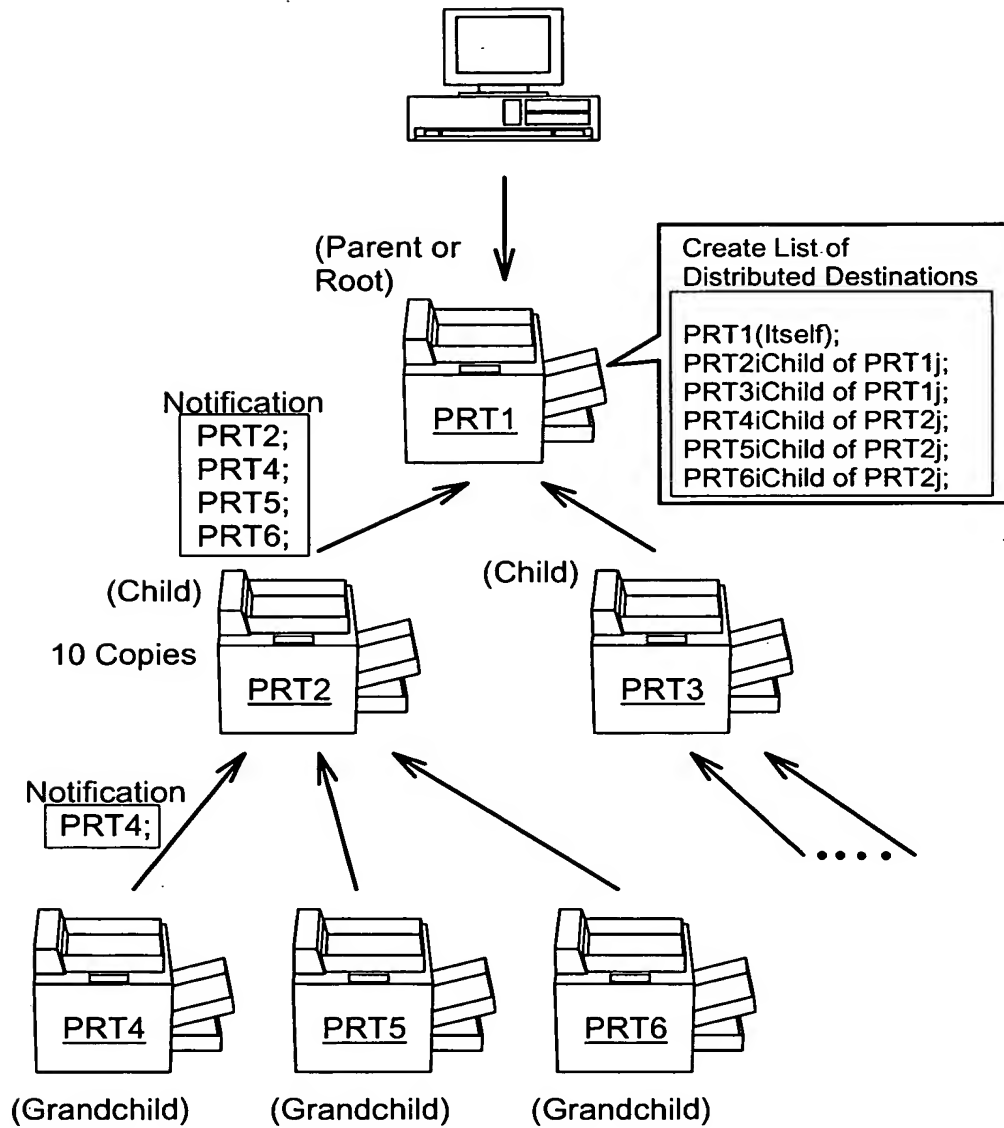 (Parent or
Root)
Create List of
Distributed Destinations
PRT1(Itself);
PRT2iChild of PRT1j;
PRT3iChild of PRT1j;
PRT4iChild of PRT2j;
PRT5iChild of PRT2j;
PRT6iChild of PRT2j;
PRT1
Notification
PRT2;
PRT4;
PRT5;
PRT6;
(Child)
(Child)
10 Copies
PRT2
PRT3
Notification
PRT4;
PRT4
PRT5
PRT6
(Grandchild)
(Grandchild)
(Grandchild)